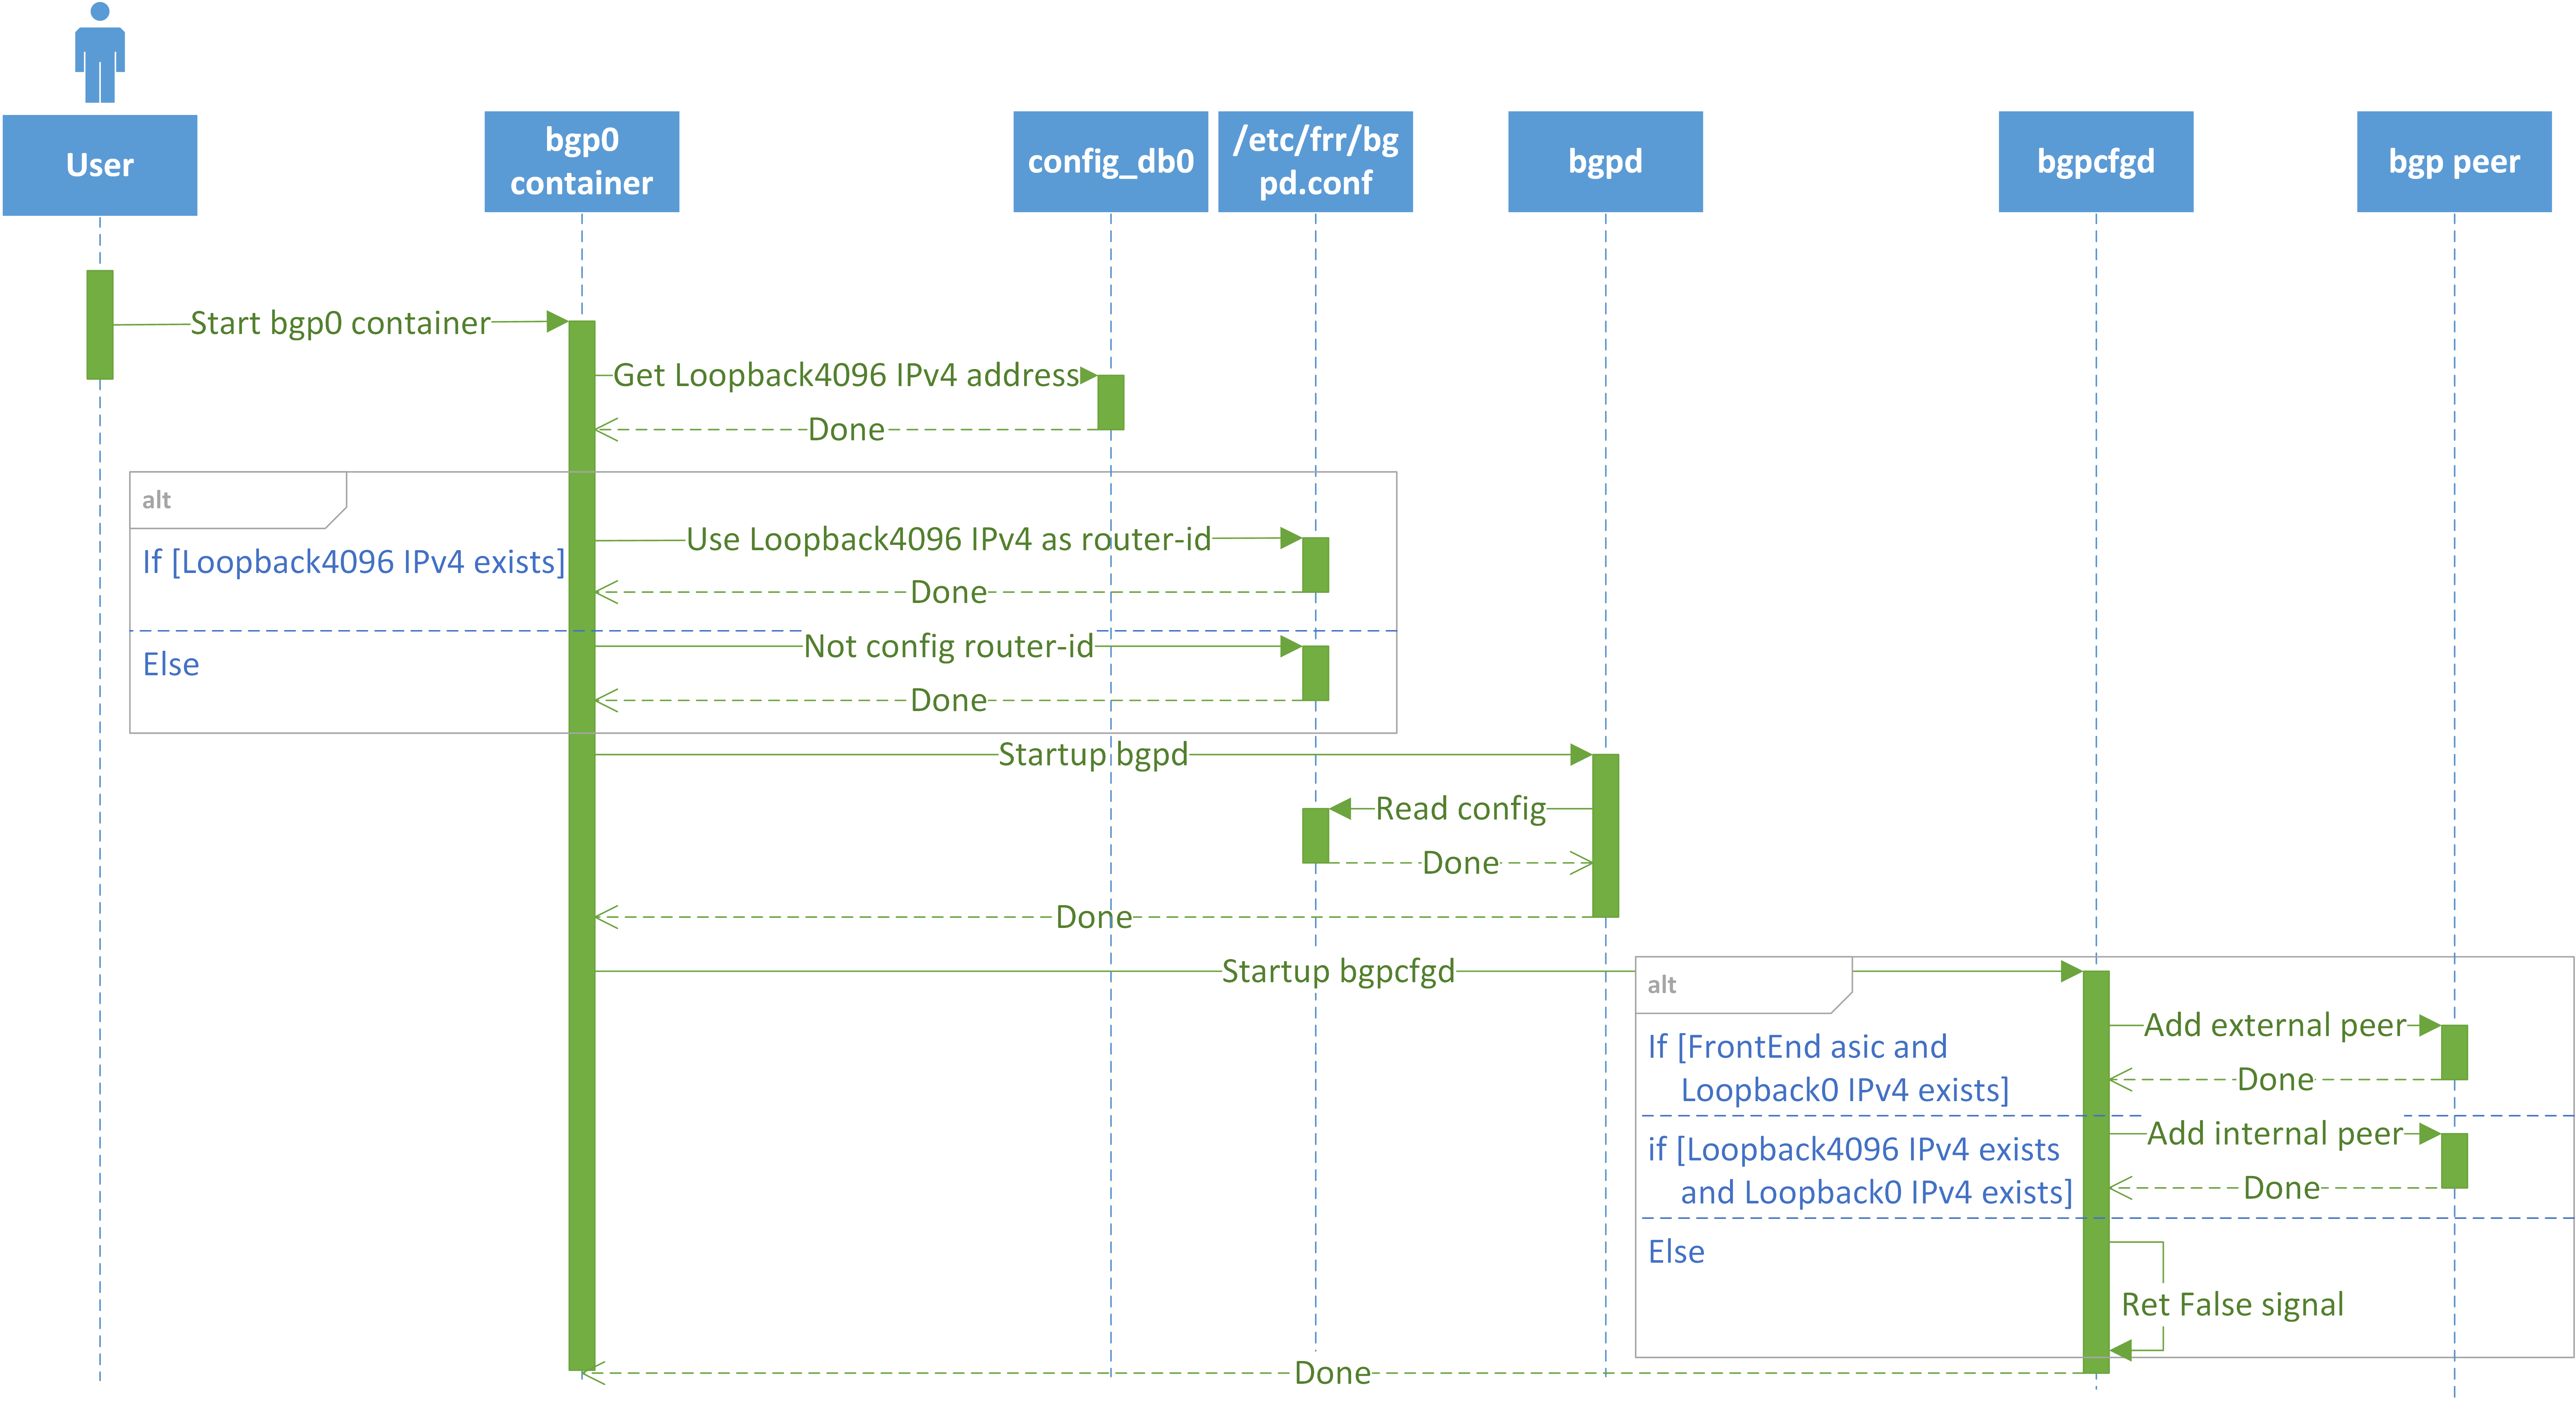 User
bgp0
container
config_db0
/etc/frr/bg
pd.conf
bgpd
bgpcfgd
bgp peer
Start bgp0 container
Get Loopback4096 IPv4 address
Done
alt
If [Loopback4096 IPv4 exists]
Use Loopback4096 IPv4 as router-id
Done
Else
Not config router-id
Done
Startup bgpd
Read config
Done
Done
Startup bgpcfgd
alt
If [FrontEnd asic and
Loopback0 IPv4 exists]
Add external peer
Done
if [Loopback4096 IPv4 exists
and Loopback0 IPv4 exists]
Add internal peer
Done
Else
Ret False signal
Done